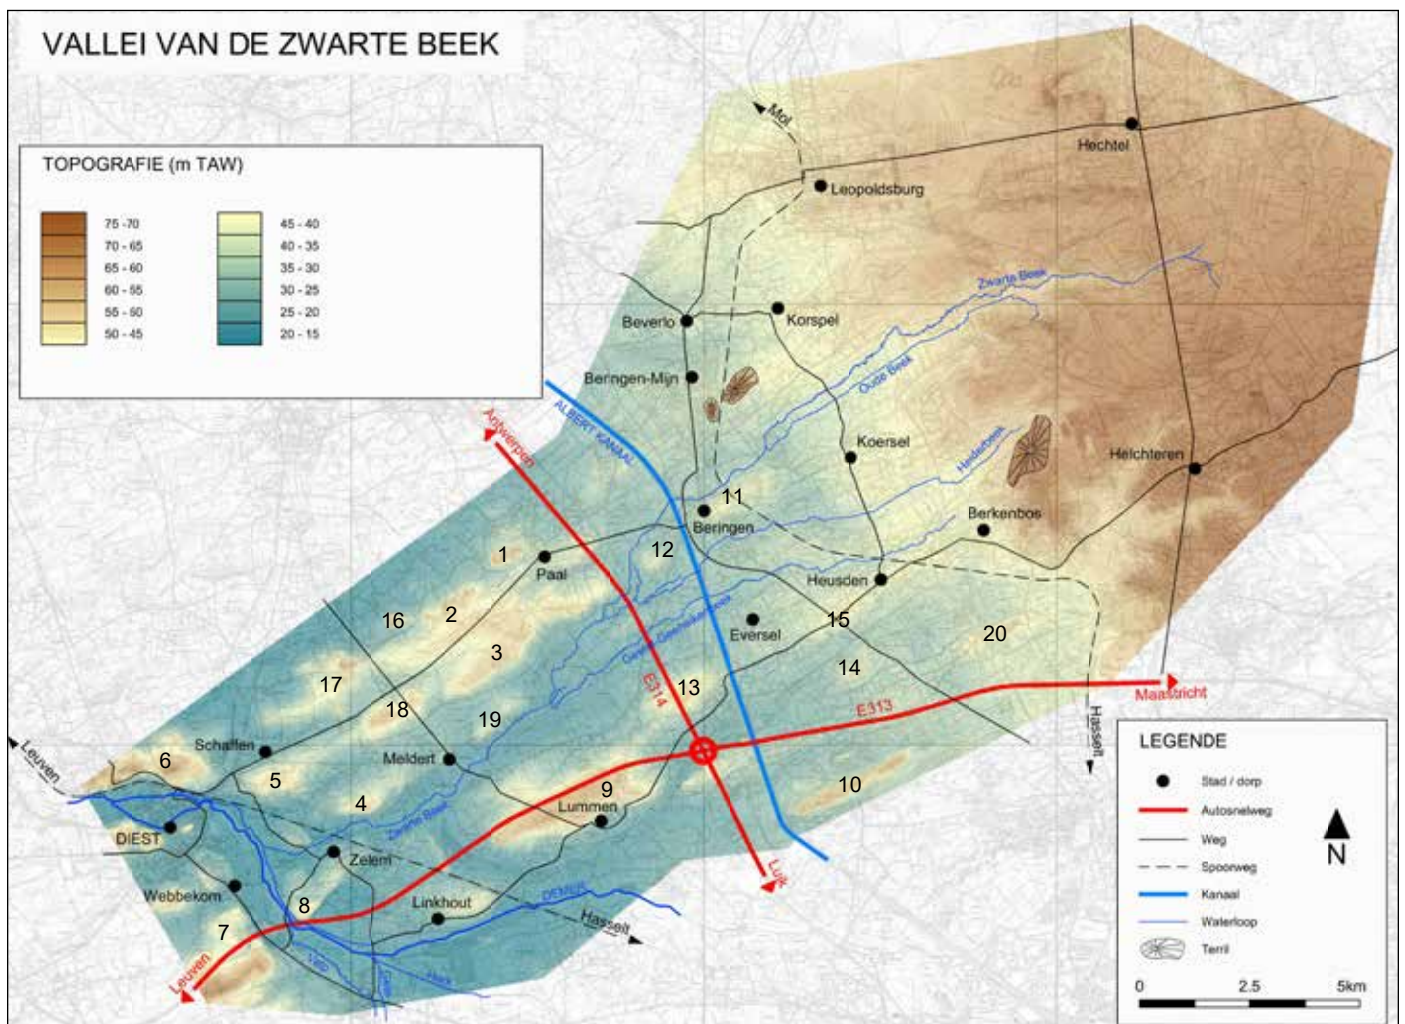 VALLEI VAN DE ZWARTE BEEK
TOPOGRAFIE (m TAW)
75 -70
70 - 65
65 - 60
60 - 55
55 - 50
50 - 45
45 - 40
40 - 35
35 - 30
30 - 25
25 - 20
20 - 15
Mol
Hechtel
Leopoldsburg
Zwarte Beek
Beverlo
Korspel
Oude Beek
Beringen-Mijn
ALBERT KANAAL
Antwerpen
Koersel
Helderbeek
Helchteren
11
Beringen
Berkenbos
12
1
Paal
Heusden
16
2
15
Eversel
20
3
14
17
E314
13
18
19
E313
Maastricht
Hasselt
Schaffen
Leuven
6
Meldert
5
4
9
10
Lummen
Zwarte Beek
DIEST
Zelem
Luik
Webbekom
8
Linkhout
DEMER
Hasselt
7
Leuven
Velp
Herk
Gete
LEGENDE
Stad / dorp
Autosnelweg
Weg
Spoorweg
Kanaal
Waterloop
Terril
N
0
2.5
5km